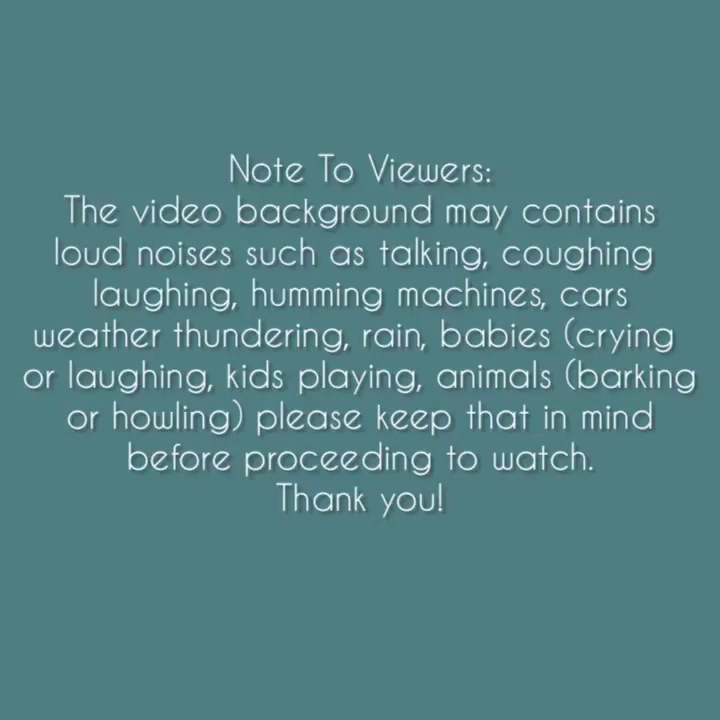 Note To Viewers:
The video background may contains
loud noises such as talking, coughing
laughing, humming machines, cars
weather thundering, rain, babies (crying
or laughing, kids playing, animals (barking
or howling) please keep that in mind
before proceeding to watch.
Thank you!